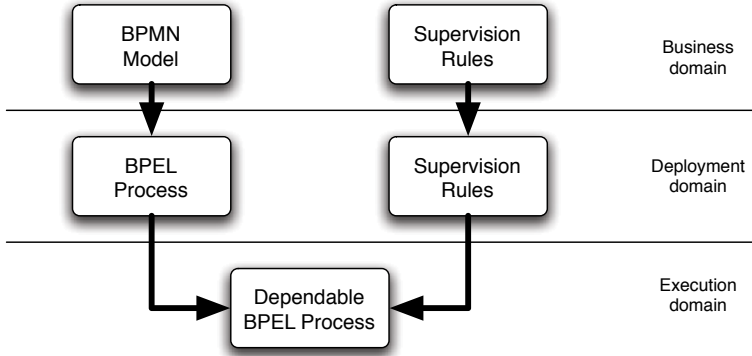 BPMN
Model
Supervision
Rules
Business
domain
BPEL
Process
Supervision
Rules
Deployment
domain
Dependable
BPEL Process
Execution
domain